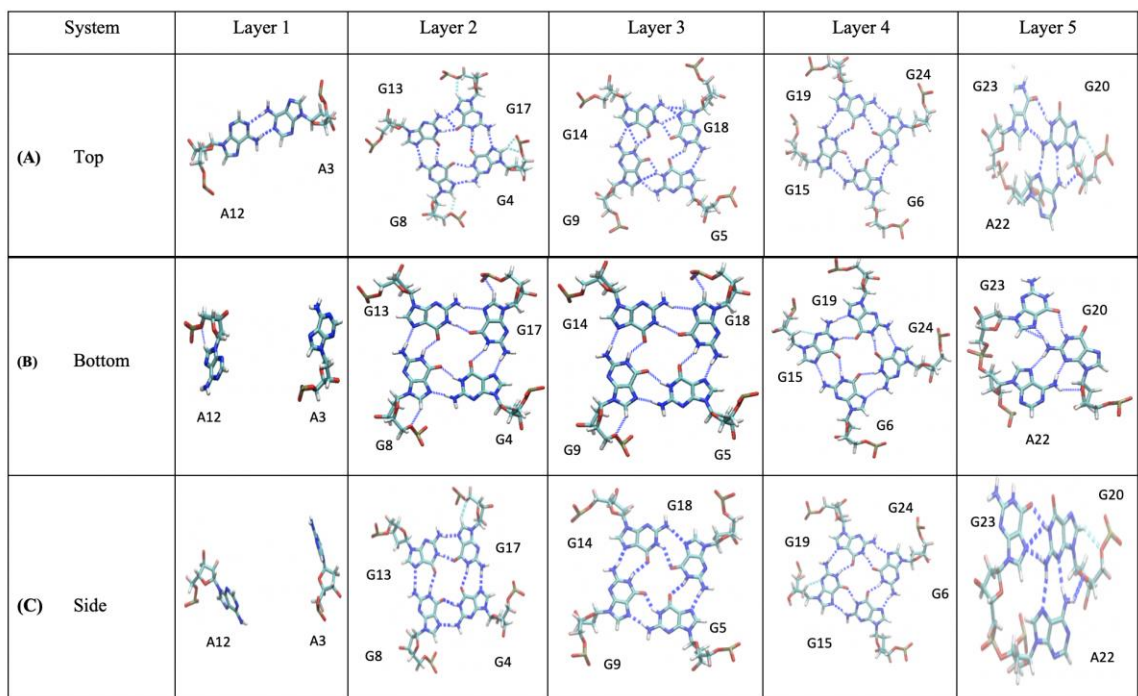 System Layer 1 Layer 2 Layer 3 Layer 4 Layer 5
(A) Top
A3
A12
G13
G17
G8
G4
G14
G18
G9
G5
G19
G24
G15
G6
G23
G20
A22
(B) Bottom
A12
A3
G13
G17
G8
G4
G14
G18
G9
G5
G19
G24
G15
G6
G23
G20
A22
(C) Side
A12
A3
G13
G17
G8
G4
G18
G14
G5
G9
G24
G19
G6
G15
G20
G23
A22